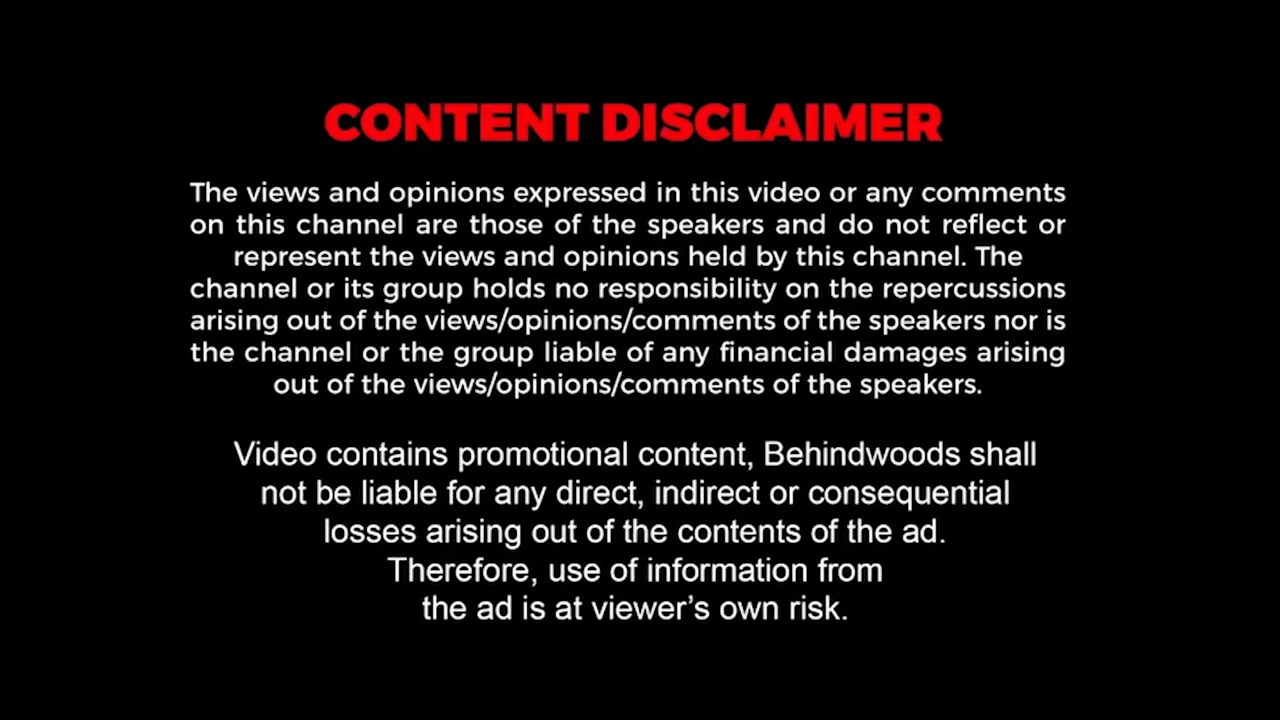 CONTENT DISCLAIMER
The views and opinions expressed in this video or any comments
on this channel are those of the speakers and do not reflect or
represent the views and opinions held by this channel. The
channel or its group holds no responsibility on the repercussions
arising out of the views/opinions/comments of the speakers nor is
the channel or the group liable of any financial damages arising
out of the views/opinions/comments of the speakers.
Video contains promotional content, Behindwoods shall
not be liable for any direct, indirect or consequential
losses arising out of the contents of the ad.
Therefore, use of information from
the ad is at viewer’s own risk.